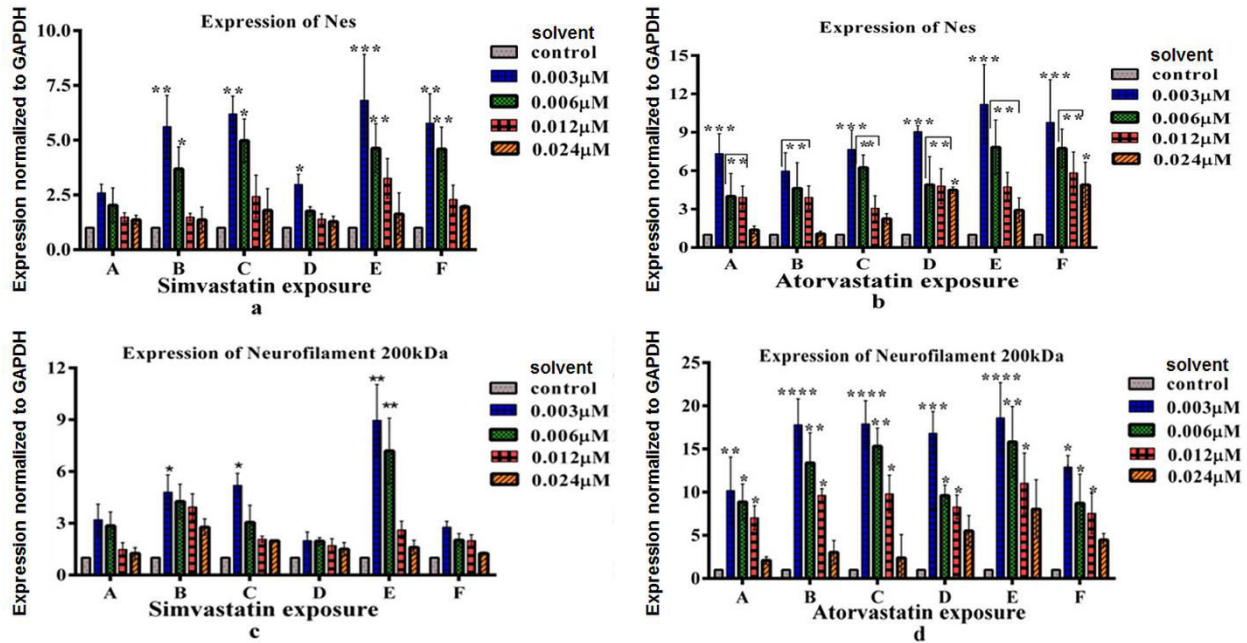 Expression of Nes
Expression normalized to GAPDH
10.0
7.5
5.0
2.5
0.0
** * ** * * *** ** ** **
A B C D E F
Simvastatin exposure
a
solvent
control
0.003μM
0.006μM
0.012μM
0.024μM
Expression of Nes
Expression normalized to GAPDH
15
12
9
6
3
0
*** ** ** *** ** *** ** * *** ** *** ** *
A B C D E F
Atorvastatin exposure
b
solvent
control
0.003μM
0.006μM
0.012μM
0.024μM
Expression of Neurofilament 200kDa
Expression normalized to GAPDH
12
9
6
3
0
* * ** **
A B C D E F
Simvastatin exposure
c
solvent
control
0.003μM
0.006μM
0.012μM
0.024μM
Expression of Neurofilament 200kDa
Expression normalized to GAPDH
25
20
15
10
5
0
** * * **** ** * **** ** * *** * * **** ** * * * *
A B C D E F
Atorvastatin exposure
d
solvent
control
0.003μM
0.006μM
0.012μM
0.024μM